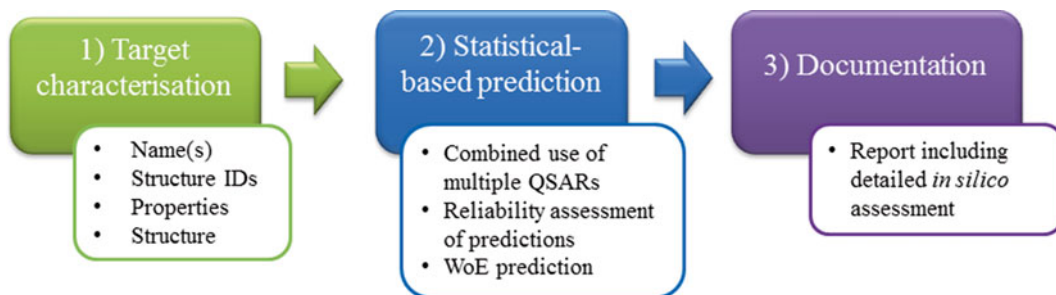 1) Target
characterisation
• Name(s)
• Structure IDs
• Properties
• Structure
2) Statistical-
based prediction
• Combined use of
multiple QSARs
• Reliability assessment
of predictions
• WoE prediction
3) Documentation
• Report including
detailed in silico
assessment